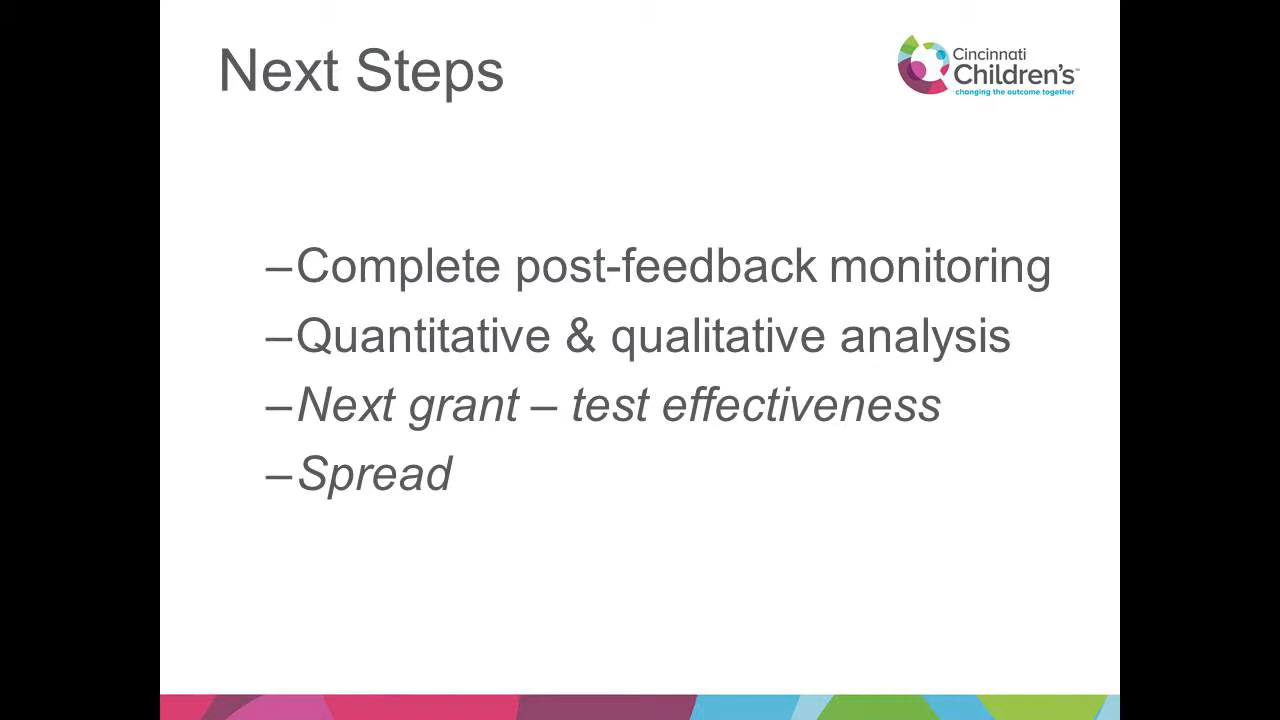 Next Steps
Cincinnati
Children's™
changing the outcome together
–Complete post-feedback monitoring
–Quantitative & qualitative analysis
–Next grant – test effectiveness
–Spread